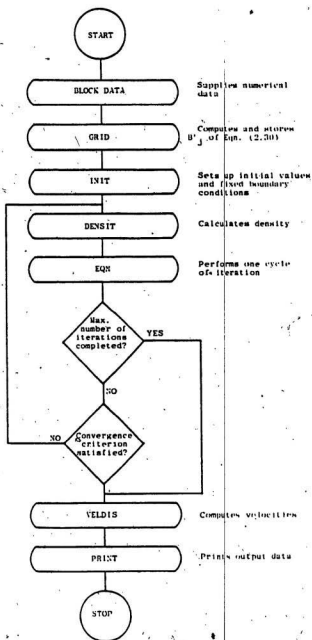 START
BLOCK DATA
Supplies numerical
data
GRID
Computes and stores
B'j of Eqn. (2.30)
INIT
Sets up initial values
and fixed boundary
conditions
DENSIT
Calculates density
EQN
Performs one cycle
of iteration
Max.
number of
iterations
completed?
YES
NO
NO
Convergence
criterion
satisfied?
VELDIS
Computes velocities
PRINT
Prints output data
STOP